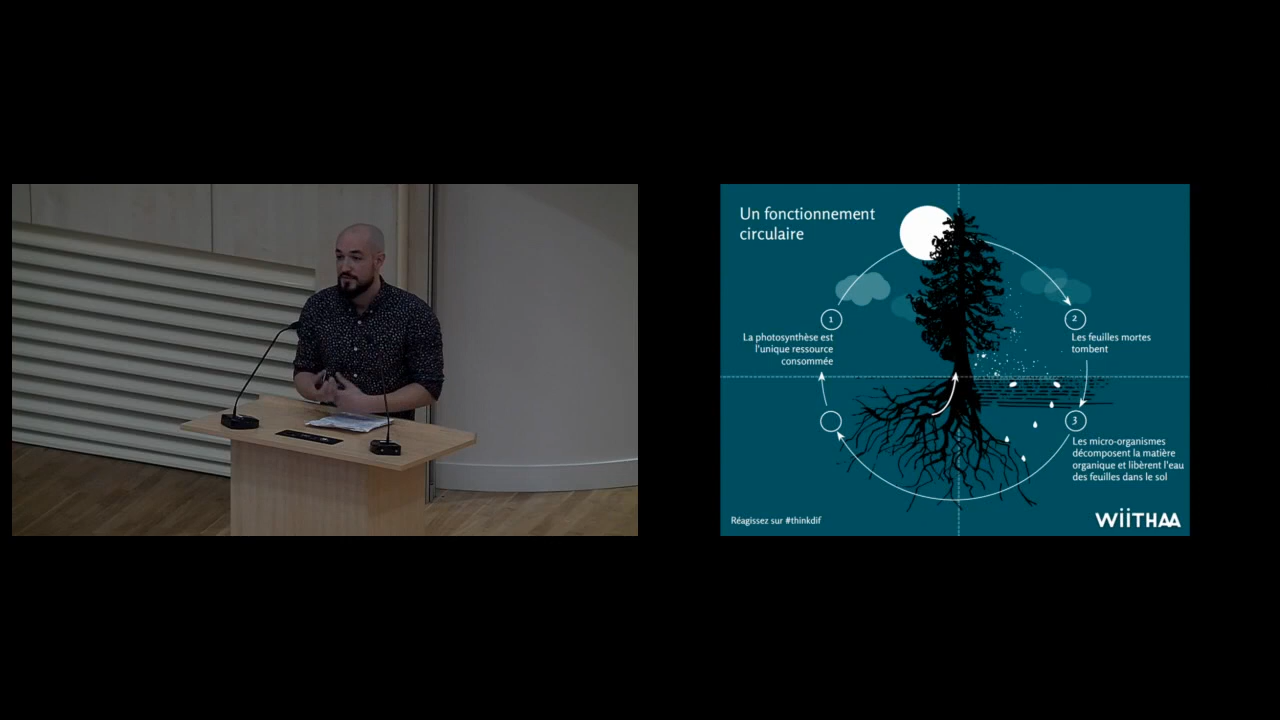 Un fonctionnement
circulaire
1
La photosynthèse est
l'unique ressource
consommée
2
Les feuilles mortes
tombent
3
Les micro-organismes
décomposent la matière
organique et libèrent l'eau
des feuilles dans le sol
Réagissez sur #thinkdif
WiiTHAA